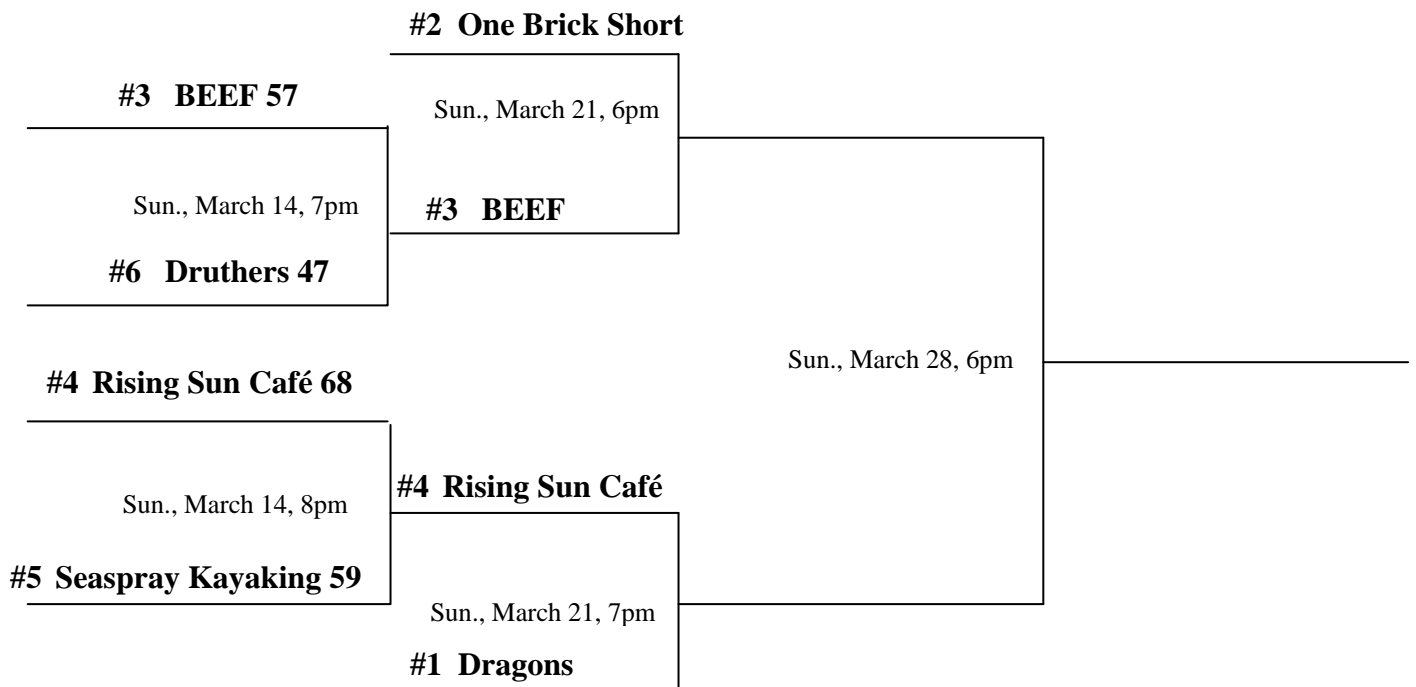 #2 One Brick Short
#3 BEEF 57
Sun., March 21, 6pm
Sun., March 14, 7pm
#3 BEEF
#6 Druthers 47
Sun., March 28, 6pm
#4 Rising Sun Café 68
#4 Rising Sun Café
Sun., March 14, 8pm
#5 Seaspray Kayaking 59
Sun., March 21, 7pm
#1 Dragons